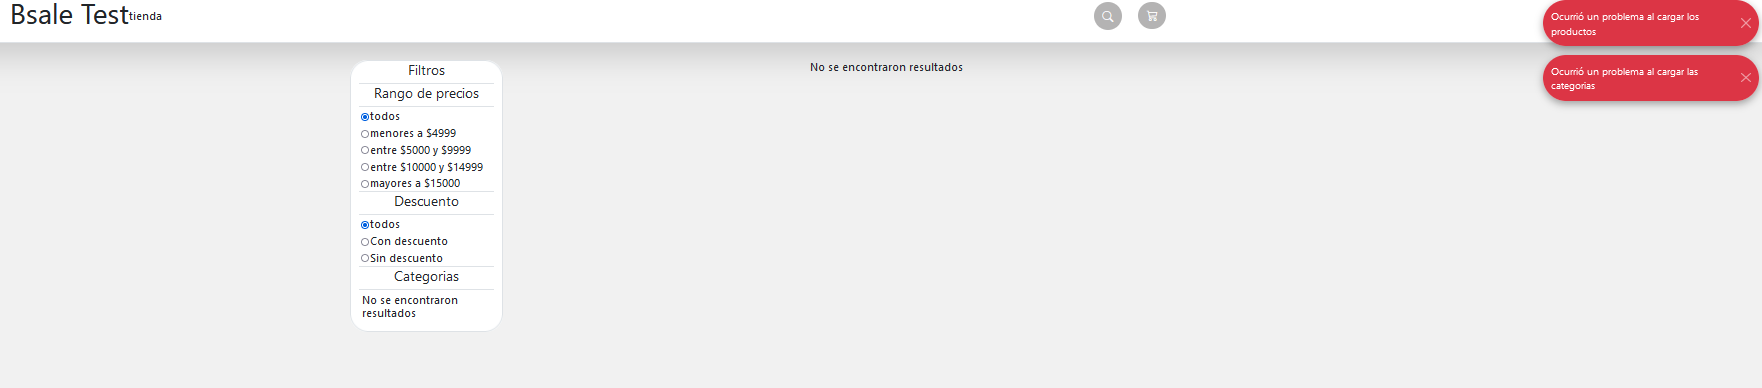 Bsale Test tienda
Ocurrió un problema al cargar los
productos
Ocurrió un problema al cargar las
categorias
Filtros
Rango de precios
todos
menores a $4999
entre $5000 y $9999
entre $10000 y $14999
mayores a $15000
Descuento
todos
Con descuento
Sin descuento
Categorias
No se encontraron
resultados
No se encontraron resultados